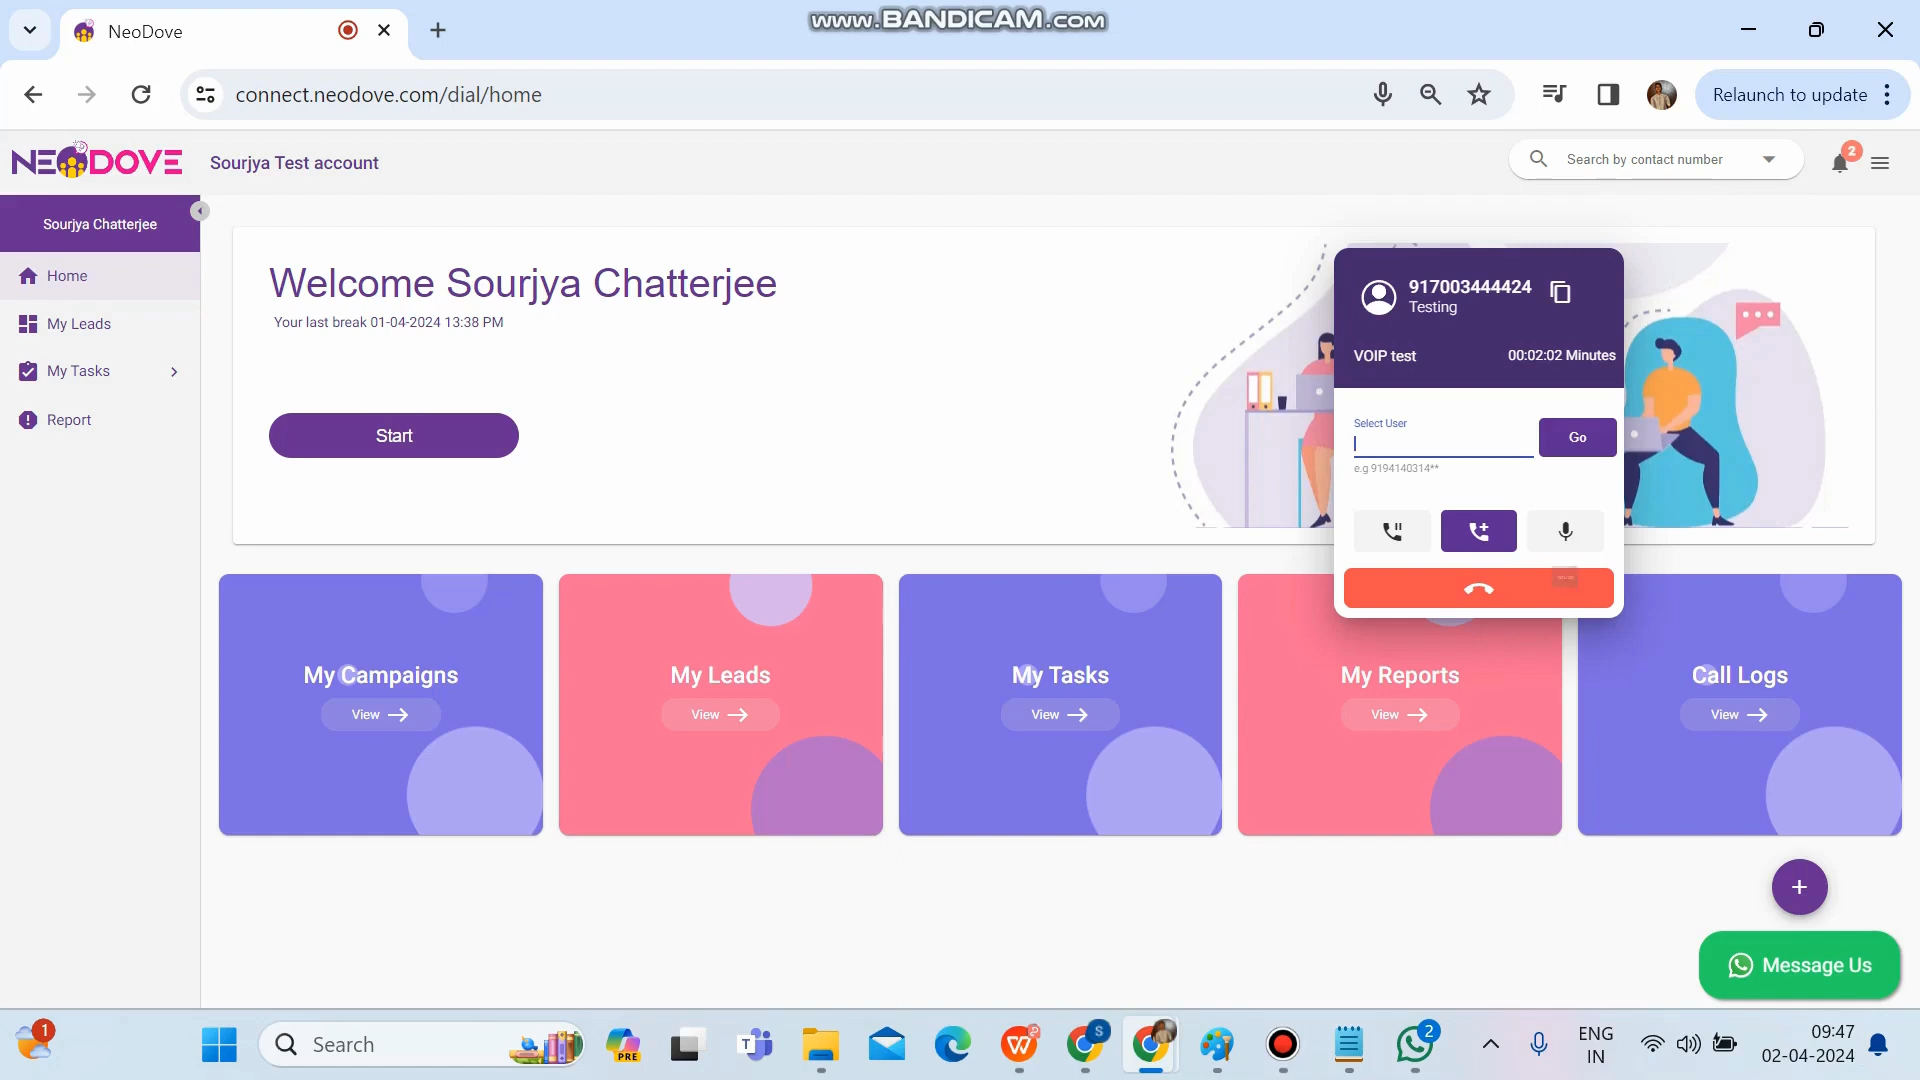 NeoDove
www.BANDICAM.com
connect.neodove.com/dial/home
Relaunch to update
NEODOVE
Sourjya Test account
Search by contact number
2
Sourjya Chatterjee
Home
My Leads
My Tasks
Report
Welcome Sourjya Chatterjee
Your last break 01-04-2024 13:38 PM
Start
917003444424
Testing
VOIP test
00:02:02 Minutes
Select User
Go
e.g 9194140314**
My Campaigns
View
My Leads
View
My Tasks
View
My Reports
View
Call Logs
View
+
Message Us
1
Search
PRE
T
W
S
2
ENG
IN
09:47
02-04-2024